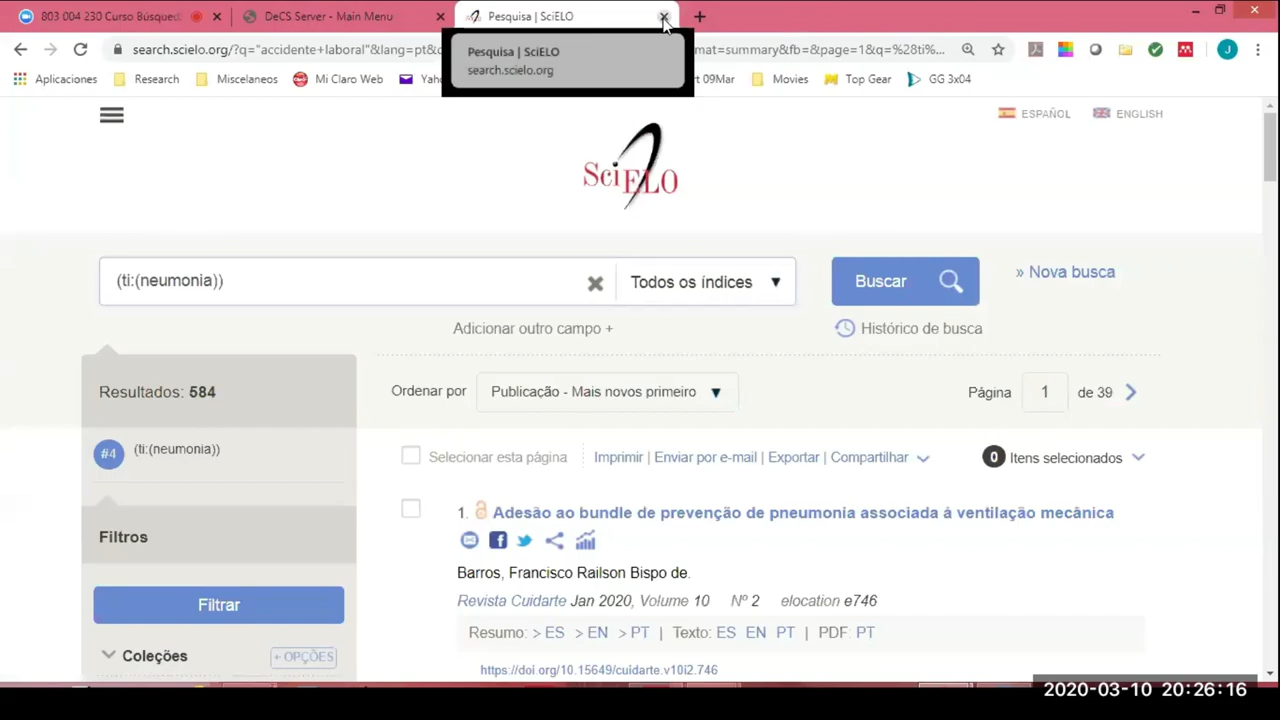 803 004 230 Curso Búsqued
DeCS Server - Main Menu
Pesquisa | SciELO
search.scielo.org/?q="accidente+laboral"&lang=pt&
mat=summary&fb=&page=1&q=%28ti%...
Pesquisa | SciELO
search.scielo.org
J
Aplicaciones
Research
Miscelaneos
Mi Claro Web
09Mar
Movies
Top Gear
GG 3x04
ESPAÑOL
ENGLISH
SciELO
(ti:(neumonia))
Todos os índices
Buscar
» Nova busca
Adicionar outro campo +
Histórico de busca
Resultados: 584
Ordenar por
Publicação - Mais novos primeiro
Página 1 de 39
#4 (ti:(neumonia))
Selecionar esta página
Imprimir | Enviar por e-mail | Exportar | Compartilhar
0 Itens selecionados
1. Adesão ao bundle de prevenção de pneumonia associada á ventilação mecânica
Filtros
Barros, Francisco Railson Bispo de.
Revista Cuidarte Jan 2020, Volume 10 Nº 2 elocation e746
Filtrar
Resumo: > ES > EN > PT | Texto: ES EN PT | PDF: PT
Coleções
+ OPÇÕES
https://doi.org/10.15649/cuidarte.v10i2.746
2020-03-10 20:26:16